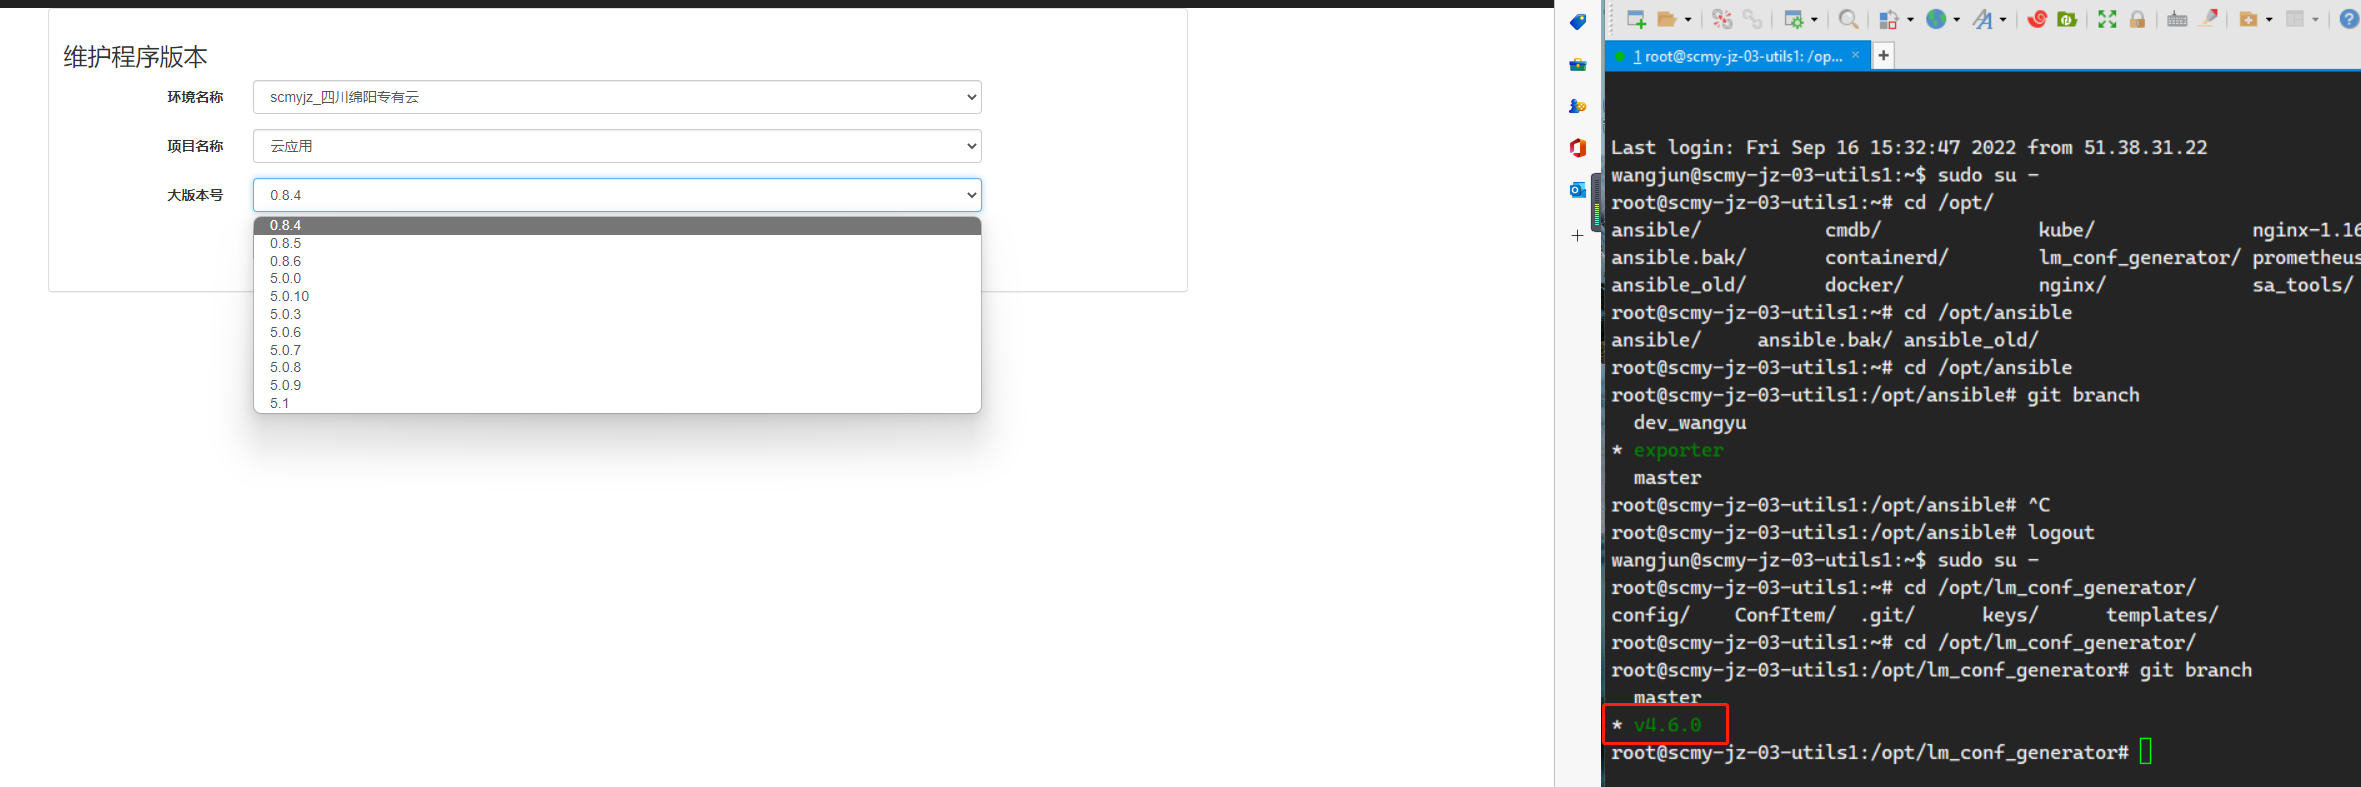 维护程序版本
环境名称
scmyjz_四川绵阳专有云
项目名称
云应用
大版本号
0.8.4
0.8.4
0.8.5
0.8.6
5.0.0
5.0.10
5.0.3
5.0.6
5.0.7
5.0.8
5.0.9
5.1
1 root@scmy-jz-03-utils1: /op...
Last login: Fri Sep 16 15:32:47 2022 from 51.38.31.22
wangjun@scmy-jz-03-utils1:~$ sudo su -
root@scmy-jz-03-utils1:~# cd /opt/
ansible/ cmdb/ kube/ nginx-1.16
ansible.bak/ containerd/ lm_conf_generator/ prometheus
ansible_old/ docker/ nginx/ sa_tools/
root@scmy-jz-03-utils1:~# cd /opt/ansible
ansible/ ansible.bak/ ansible_old/
root@scmy-jz-03-utils1:~# cd /opt/ansible
root@scmy-jz-03-utils1:/opt/ansible# git branch
dev_wangyu
* exporter
master
root@scmy-jz-03-utils1:/opt/ansible# ^C
root@scmy-jz-03-utils1:/opt/ansible# logout
wangjun@scmy-jz-03-utils1:~$ sudo su -
root@scmy-jz-03-utils1:~# cd /opt/lm_conf_generator/
config/ ConfItem/ .git/ keys/ templates/
root@scmy-jz-03-utils1:~# cd /opt/lm_conf_generator/
root@scmy-jz-03-utils1:/opt/lm_conf_generator# git branch
master
* v4.6.0
root@scmy-jz-03-utils1:/opt/lm_conf_generator#